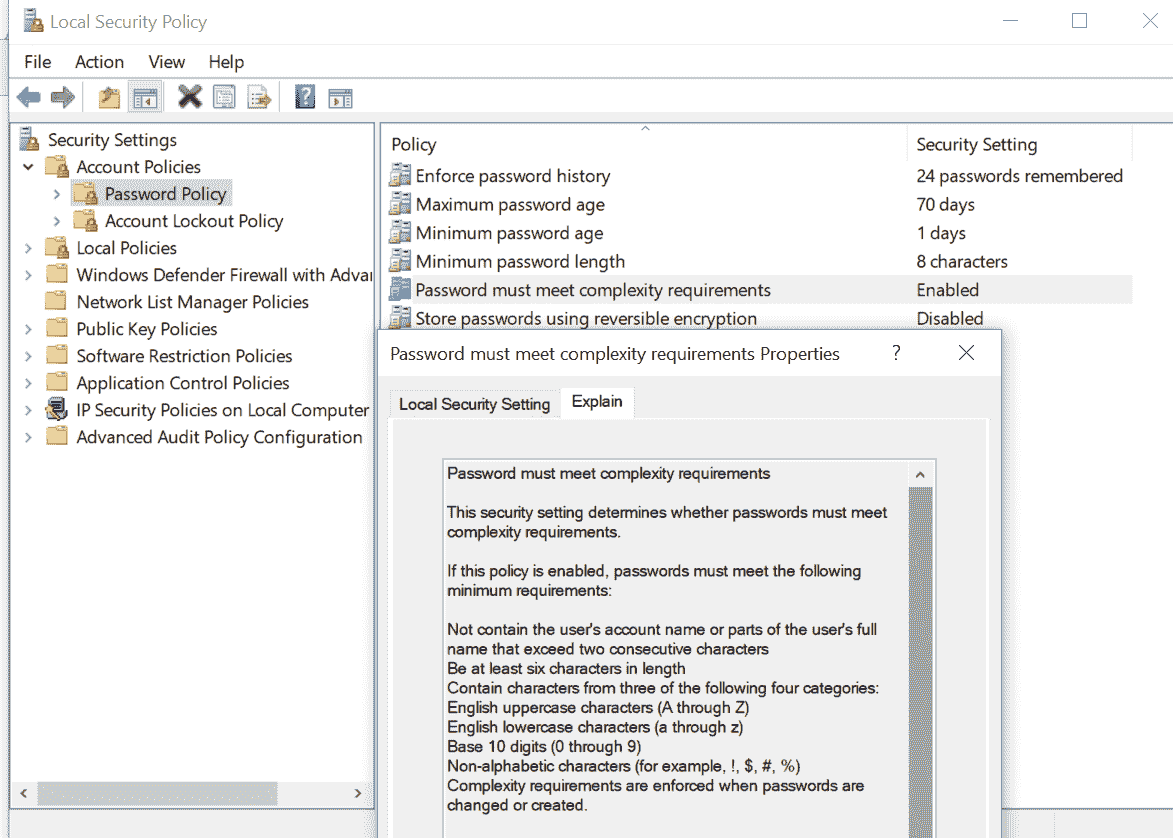 Local Security Policy
File Action View Help
Security Settings
Account Policies
Password Policy
Account Lockout Policy
Local Policies
Windows Defender Firewall with Advai
Network List Manager Policies
Public Key Policies
Software Restriction Policies
Application Control Policies
IP Security Policies on Local Computer
Advanced Audit Policy Configuration
Policy Security Setting
Enforce password history 24 passwords remembered
Maximum password age 70 days
Minimum password age 1 days
Minimum password length 8 characters
Password must meet complexity requirements Enabled
Store passwords using reversible encryption Disabled
Password must meet complexity requirements Properties ?
Local Security Setting Explain
Password must meet complexity requirements
This security setting determines whether passwords must meet
complexity requirements.
If this policy is enabled, passwords must meet the following
minimum requirements:
Not contain the user's account name or parts of the user's full
name that exceed two consecutive characters
Be at least six characters in length
Contain characters from three of the following four categories:
English uppercase characters (A through Z)
English lowercase characters (a through z)
Base 10 digits (0 through 9)
Non-alphabetic characters (for example, !, $, #, %)
Complexity requirements are enforced when passwords are
changed or created.